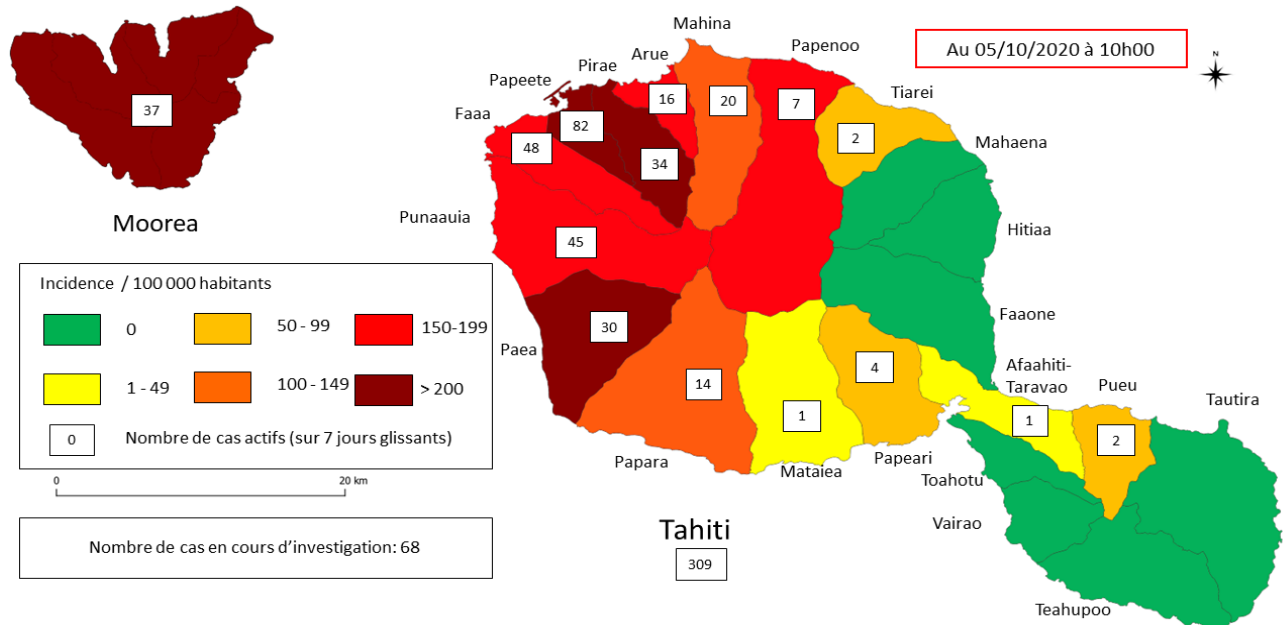 Mahina
Au 05/10/2020 à 10h00
N
Papenoo
Arue
Pirae
Papeete
Tiarei
Faaa
37
16
20
7
82
2
48
34
Mahaena
Moorea
Punaauia
Hitiaa
45
Incidence / 100 000 habitants
0
50 - 99
150-199
1 - 49
100 - 149
> 200
0
Nombre de cas actifs (sur 7 jours glissants)
Faaone
30
Paea
Afaahiti-
Taravao
Pueu
Tautira
4
14
1
1
2
Papara
Mataiea
Papeari
Toahotu
0
20 km
Vairao
Tahiti
309
Nombre de cas en cours d’investigation: 68
Teahupoo